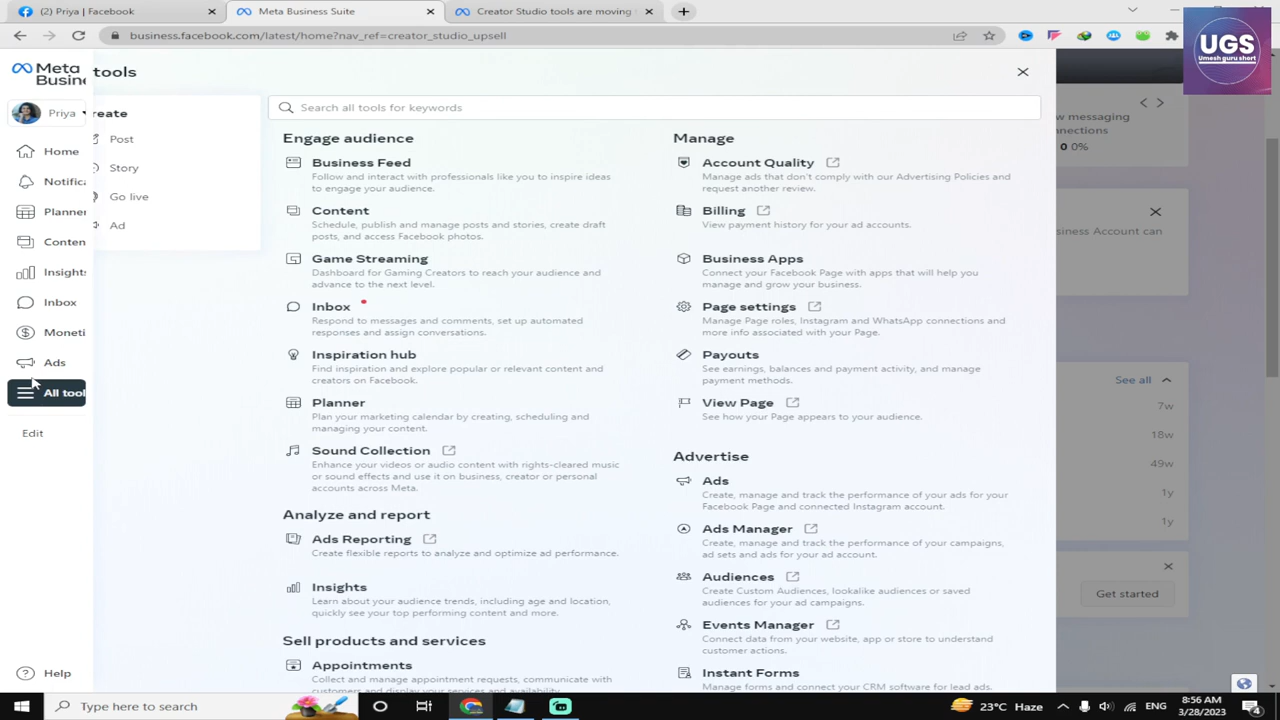 (2) Priya | Facebook
Meta Business Suite
Creator Studio tools are moving
business.facebook.com/latest/home?nav_ref=creator_studio_upsell
UGS
Umesh guru short
Meta
Busin
Priya
Home
Notific
Planne
Conten
Insight
Inbox
Moneti
Ads
All tool
Edit
Help
tools
reate
Post
Story
Go live
Ad
Search all tools for keywords
Engage audience
Business Feed
Follow and interact with professionals like you to inspire ideas
to engage your audience.
Content
Schedule, publish and manage posts and stories, create draft
posts, and access Facebook photos.
Game Streaming
Dashboard for Gaming Creators to reach your audience and
advance to the next level.
Inbox
Respond to messages and comments, set up automated
responses and assign conversations.
Inspiration hub
Find inspiration and explore popular or relevant content and
creators on Facebook.
Planner
Plan your marketing calendar by creating, scheduling and
managing your content.
Sound Collection
Enhance your videos or audio content with rights-cleared music
or sound effects and use it on business, creator or personal
accounts across Meta.
Analyze and report
Ads Reporting
Create flexible reports to analyze and optimize ad performance.
Insights
Learn about your audience trends, including age and location,
quickly see your top performing content and more.
Sell products and services
Appointments
Collect and manage appointment requests, communicate with
customers and display your services and availability.
Manage
Account Quality
Manage ads that don't comply with our Advertising Policies and
request another review.
Billing
View payment history for your ad accounts.
Business Apps
Connect your Facebook Page with apps that will help you
manage and grow your business.
Page settings
Manage Page roles, Instagram and WhatsApp connections and
more info associated with your Page.
Payouts
See earnings, balances and payment activity, and manage
payment methods.
View Page
See how your Page appears to your audience.
Advertise
Ads
Create, manage and track the performance of your ads for your
Facebook Page and connected Instagram account.
Ads Manager
Create, manage and track the performance of your campaigns,
ad sets and ads for your ad account.
Audiences
Create Custom Audiences, lookalike audiences or saved
audiences for your ad campaigns.
Events Manager
Connect data from your website, app or store to understand
customer actions.
Instant Forms
Manage forms and connect your CRM software for lead ads.
w messaging
nnections
0 0%
siness Account can
See all
7w
18w
49w
1y
1y
Get started
Type here to search
23°C Haze
8:56 AM
3/28/2023
4